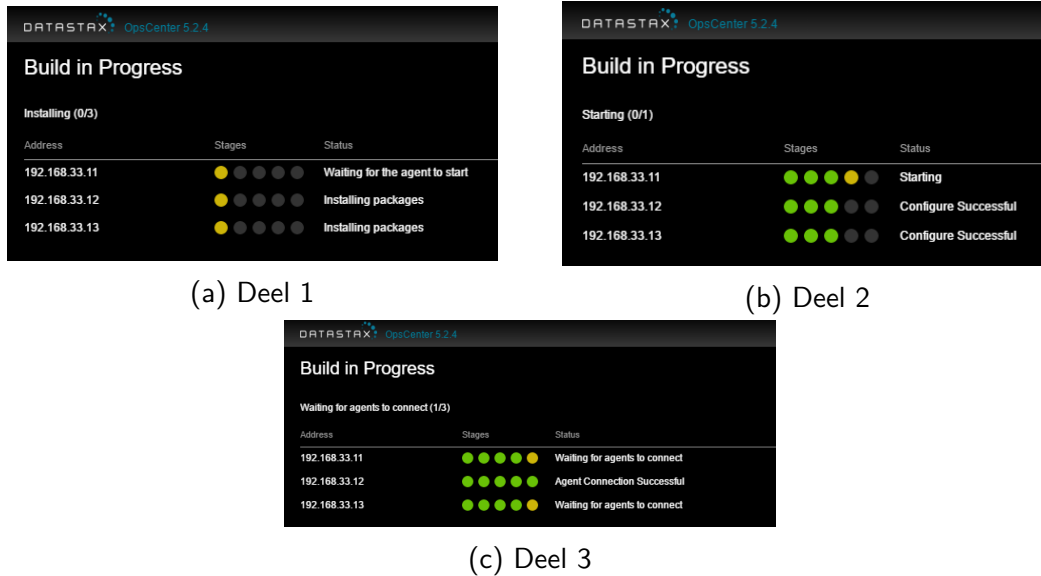 DATASTAX OpsCenter 5.2.4
Build in Progress
Installing (0/3)
Address Stages Status
192.168.33.11 Waiting for the agent to start
192.168.33.12 Installing packages
192.168.33.13 Installing packages
(a) Deel 1
DATASTAX OpsCenter 5.2.4
Build in Progress
Starting (0/1)
Address Stages Status
192.168.33.11 Starting
192.168.33.12 Configure Successful
192.168.33.13 Configure Successful
(b) Deel 2
DATASTAX OpsCenter 5.2.4
Build in Progress
Waiting for agents to connect (1/3)
Address Stages Status
192.168.33.11 Waiting for agents to connect
192.168.33.12 Agent Connection Successful
192.168.33.13 Waiting for agents to connect
(c) Deel 3